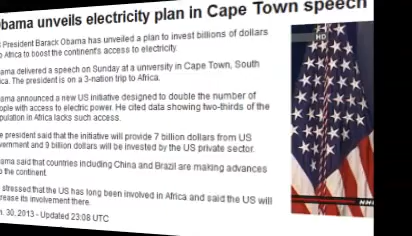 bama unveils electricity plan in Cape Town speech
President Barack Obama has unveiled a plan to invest billions of dollars
Africa to boost the continent's access to electricity.
ama delivered a speech on Sunday at a university in Cape Town, South
ica. The president is on a 3-nation trip to Africa.
ama announced a new US initiative designed to double the number of
ople with access to electric power. He cited data showing two-thirds of the
pulation in Africa lacks such access.
e president said that the initiative will provide 7 billion dollars from US
vernment and 9 billion dollars will be invested by the US private sector.
ama said that countries including China and Brazil are making advances
o the continent.
stressed that the US has long been involved in Africa and said the US will
rease its involvement there.
n. 30, 2013 - Updated 23:08 UTC
HD
NHK